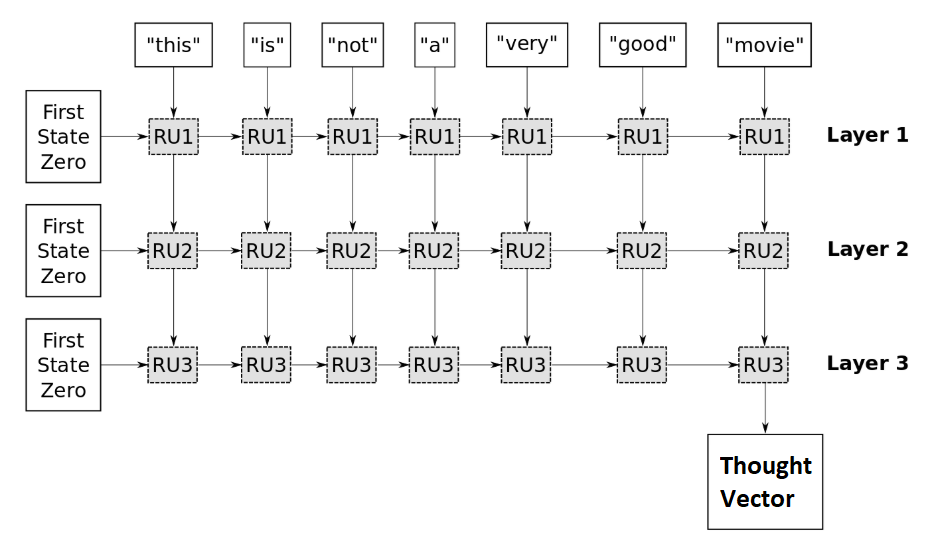 "this" "is" "not" "a" "very" "good" "movie"
First
State
Zero
RU1 RU1 RU1 RU1 RU1 RU1 RU1
Layer 1
First
State
Zero
RU2 RU2 RU2 RU2 RU2 RU2 RU2
Layer 2
First
State
Zero
RU3 RU3 RU3 RU3 RU3 RU3 RU3
Layer 3
Thought
Vector